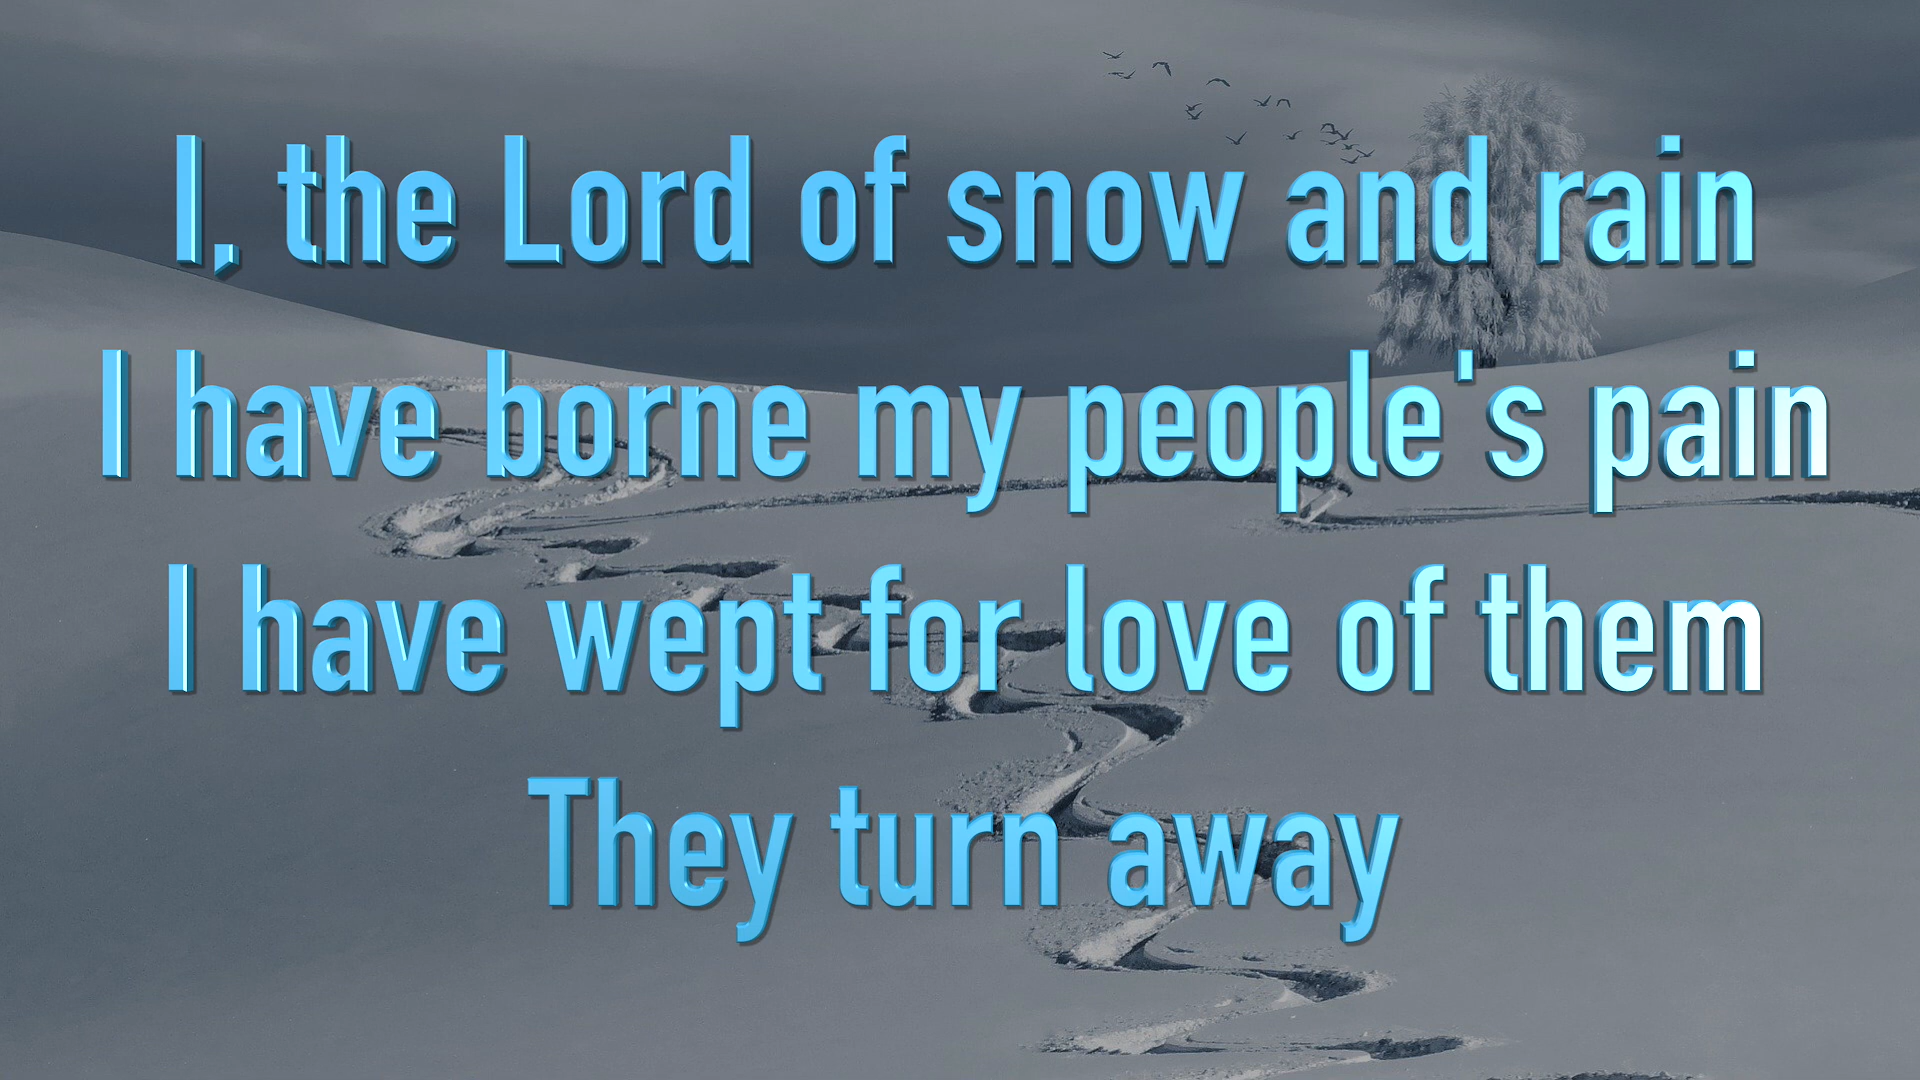 I, the Lord of snow and rain
I have borne my people's pain
I have wept for love of them
They turn away